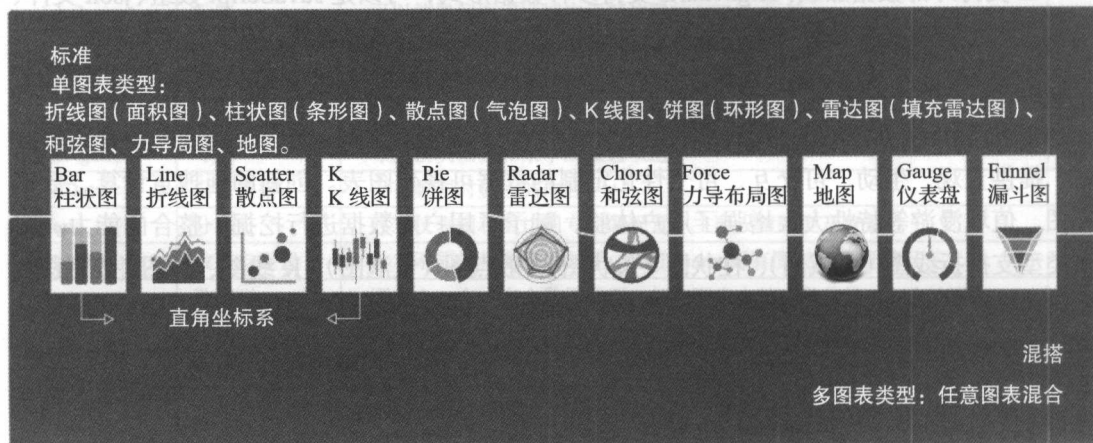 标准
单图表类型：
折线图（面积图）、柱状图（条形图）、散点图（气泡图）、K 线图、饼图（环形图）、雷达图（填充雷达图）、
和弦图、力导局图、地图。
Bar Line Scatter K Pie Radar Chord Force Map Gauge Funnel
柱状图 折线图 散点图 K 线图 饼图 雷达图 和弦图 力导布局图 地图 仪表盘 漏斗图
直角坐标系
混搭
多图表类型：任意图表混合